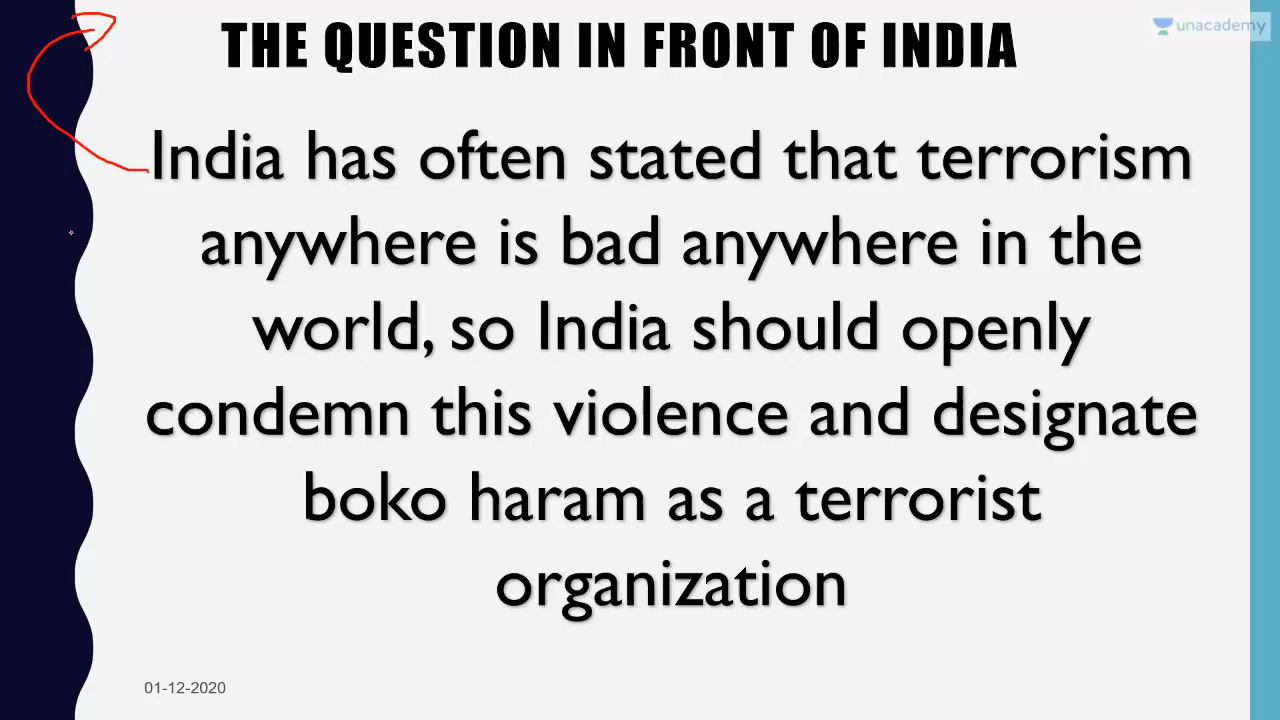 THE QUESTION IN FRONT OF INDIA
unacademy
India has often stated that terrorism
anywhere is bad anywhere in the
world, so India should openly
condemn this violence and designate
boko haram as a terrorist
organization
01-12-2020